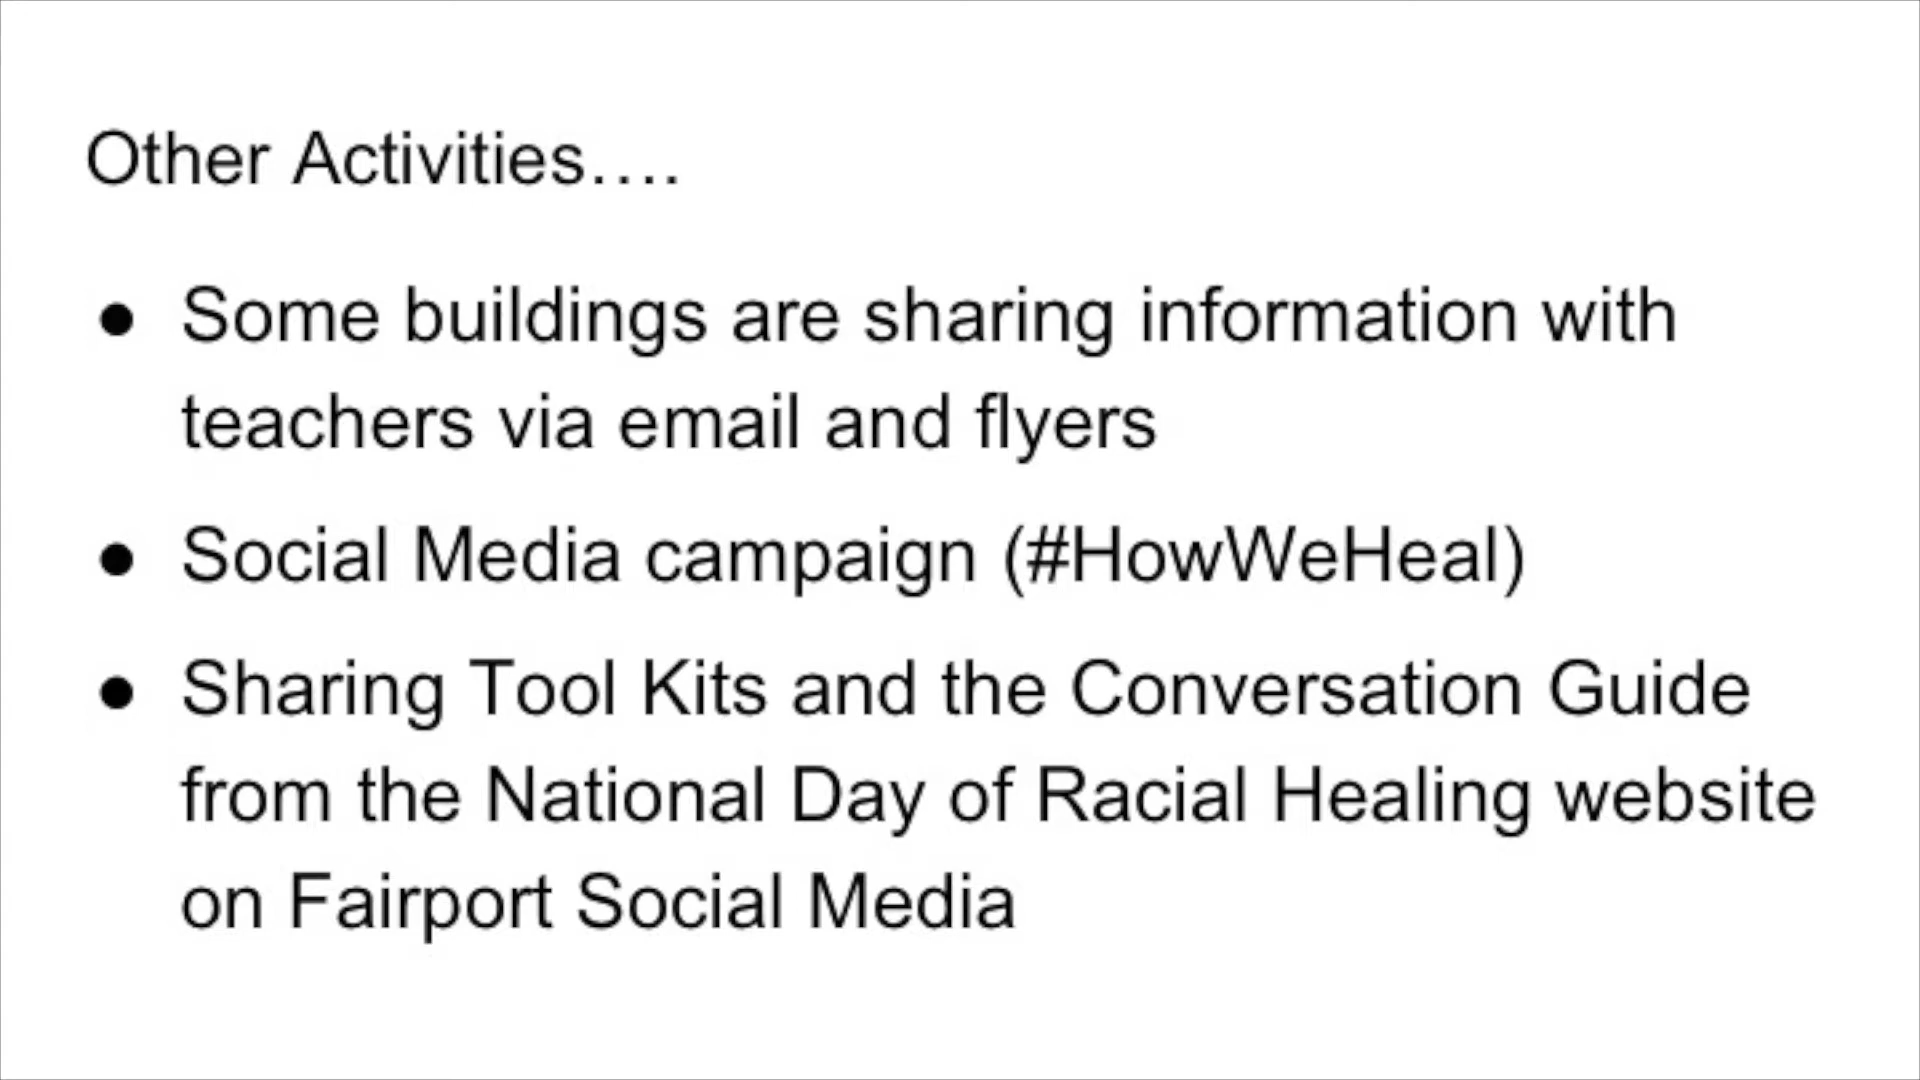 Other Activities....
● Some buildings are sharing information with
teachers via email and flyers
● Social Media campaign (#HowWeHeal)
● Sharing Tool Kits and the Conversation Guide
from the National Day of Racial Healing website
on Fairport Social Media